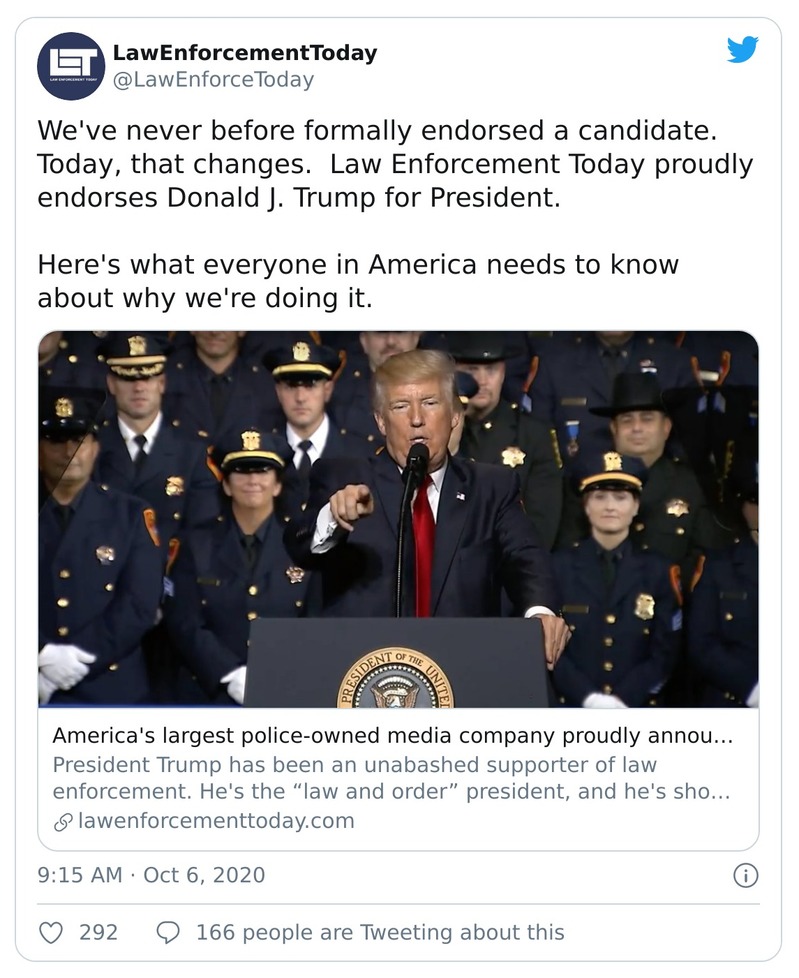 LET
LAW ENFORCEMENT TODAY
LawEnforcementToday
@LawEnforceToday
We've never before formally endorsed a candidate.
Today, that changes.  Law Enforcement Today proudly
endorses Donald J. Trump for President.
Here's what everyone in America needs to know
about why we're doing it.
PRESIDENT OF THE UNITED
America's largest police-owned media company proudly annou...
President Trump has been an unabashed supporter of law
enforcement. He's the “law and order” president, and he's sho...
lawenforcementtoday.com
9:15 AM · Oct 6, 2020
292
166 people are Tweeting about this